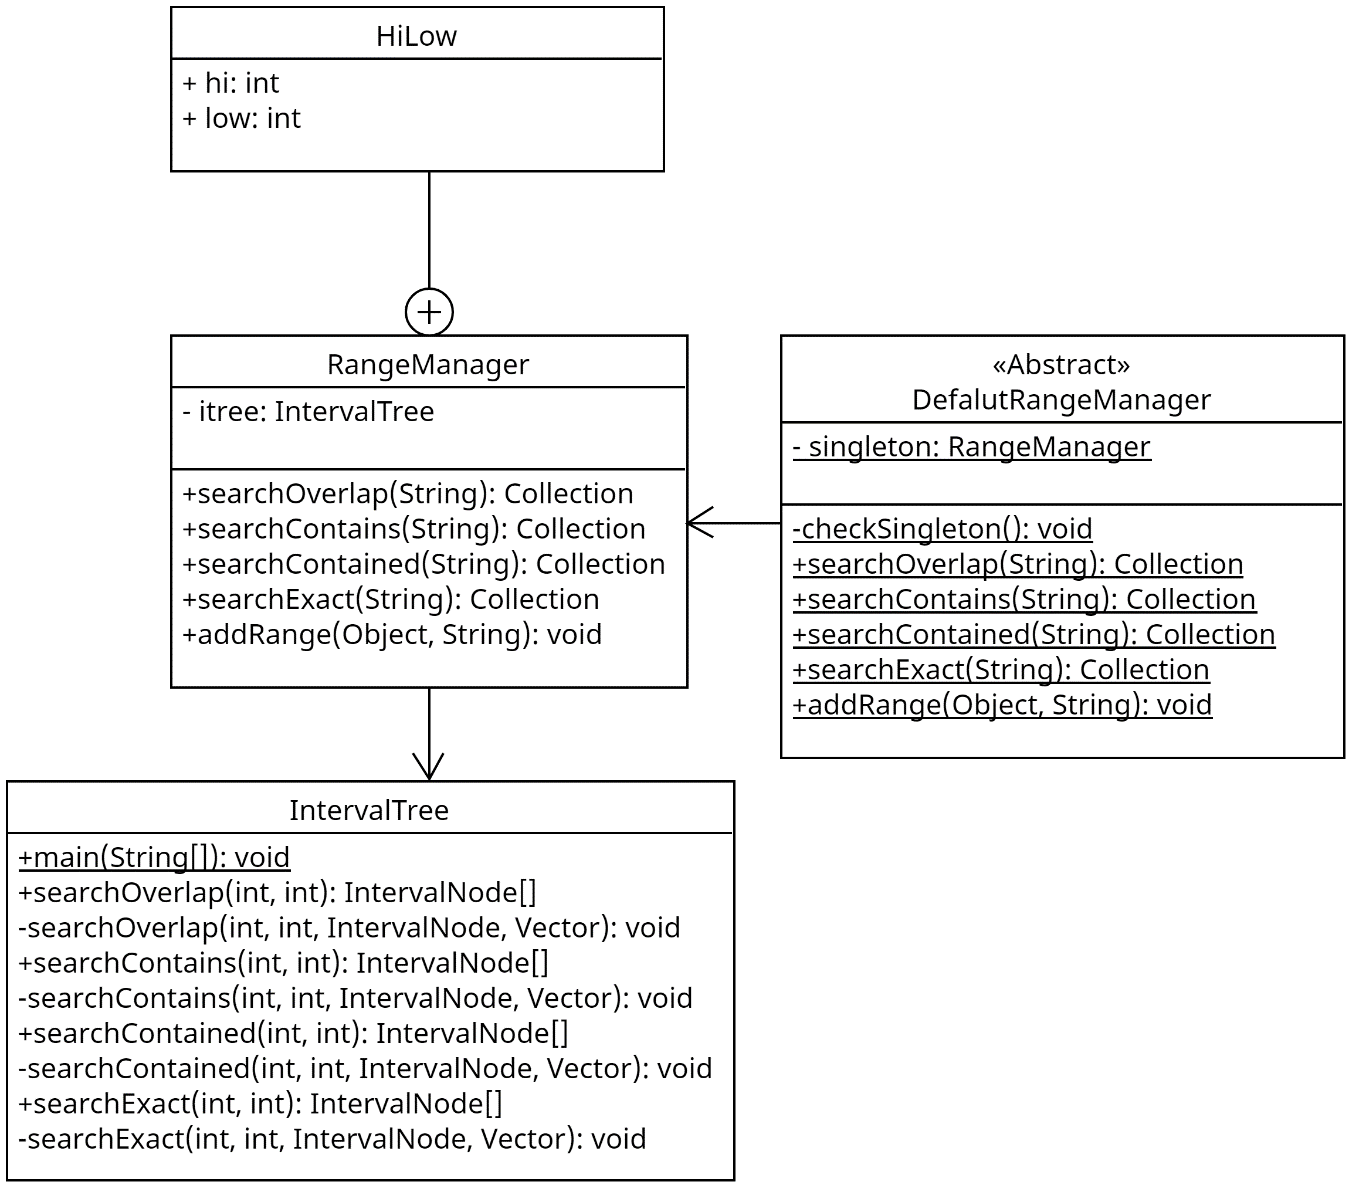 HiLow
+ hi: int
+ low: int
+
RangeManager
- itree: IntervalTree
+searchOverlap(String): Collection
+searchContains(String): Collection
+searchContained(String): Collection
+searchExact(String): Collection
+addRange(Object, String): void
«Abstract»
DefalutRangeManager
- singleton: RangeManager
-checkSingleton(): void
+searchOverlap(String): Collection
+searchContains(String): Collection
+searchContained(String): Collection
+searchExact(String): Collection
+addRange(Object, String): void
IntervalTree
+main(String[]): void
+searchOverlap(int, int): IntervalNode[]
-searchOverlap(int, int, IntervalNode, Vector): void
+searchContains(int, int): IntervalNode[]
-searchContains(int, int, IntervalNode, Vector): void
+searchContained(int, int): IntervalNode[]
-searchContained(int, int, IntervalNode, Vector): void
+searchExact(int, int): IntervalNode[]
-searchExact(int, int, IntervalNode, Vector): void